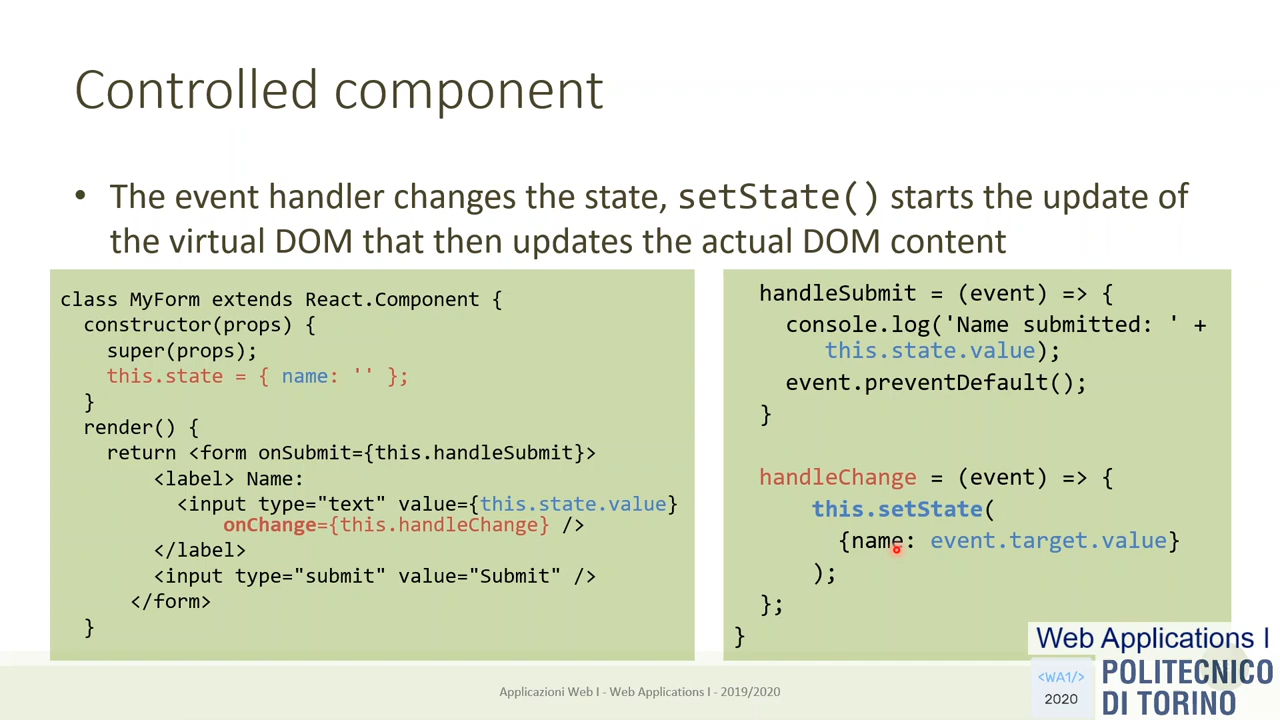 Controlled component
• The event handler changes the state, setState() starts the update of
the virtual DOM that then updates the actual DOM content
class MyForm extends React.Component {
constructor(props) {
super(props);
this.state = { name: '' };
}
render() {
return <form onSubmit={this.handleSubmit}>
<label> Name:
<input type="text" value={this.state.value}
onChange={this.handleChange} />
</label>
<input type="submit" value="Submit" />
</form>
}
handleSubmit = (event) => {
console.log('Name submitted: ' +
this.state.value);
event.preventDefault();
}
handleChange = (event) => {
this.setState(
{name: event.target.value}
);
};
}
Applicazioni Web I - Web Applications I - 2019/2020
Web Applications I
<WA1/>
2020
POLITECNICO
DI TORINO